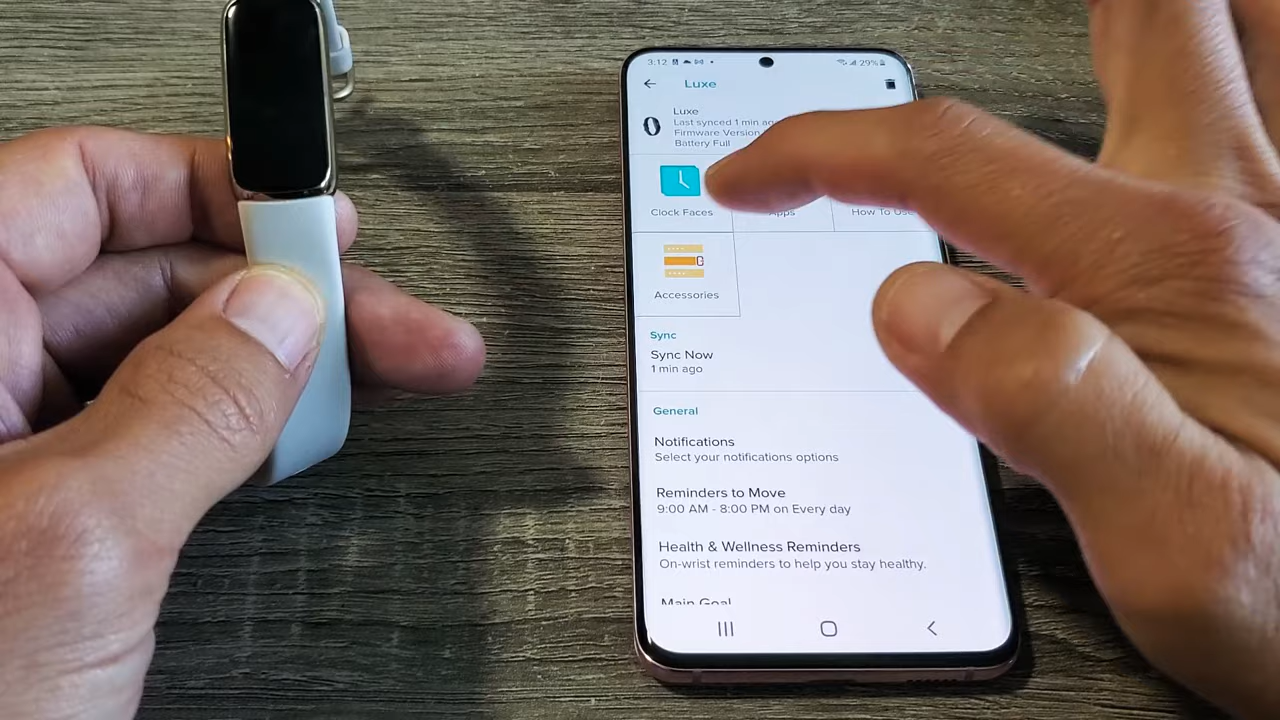 3:12 29%
Luxe
Luxe
Last synced 1 min ago
Firmware Version
Battery Full
Clock Faces Apps How To Use
Accessories
Sync
Sync Now
1 min ago
General
Notifications
Select your notifications options
Reminders to Move
9:00 AM - 8:00 PM on Every day
Health & Wellness Reminders
On-wrist reminders to help you stay healthy.
Main Goal